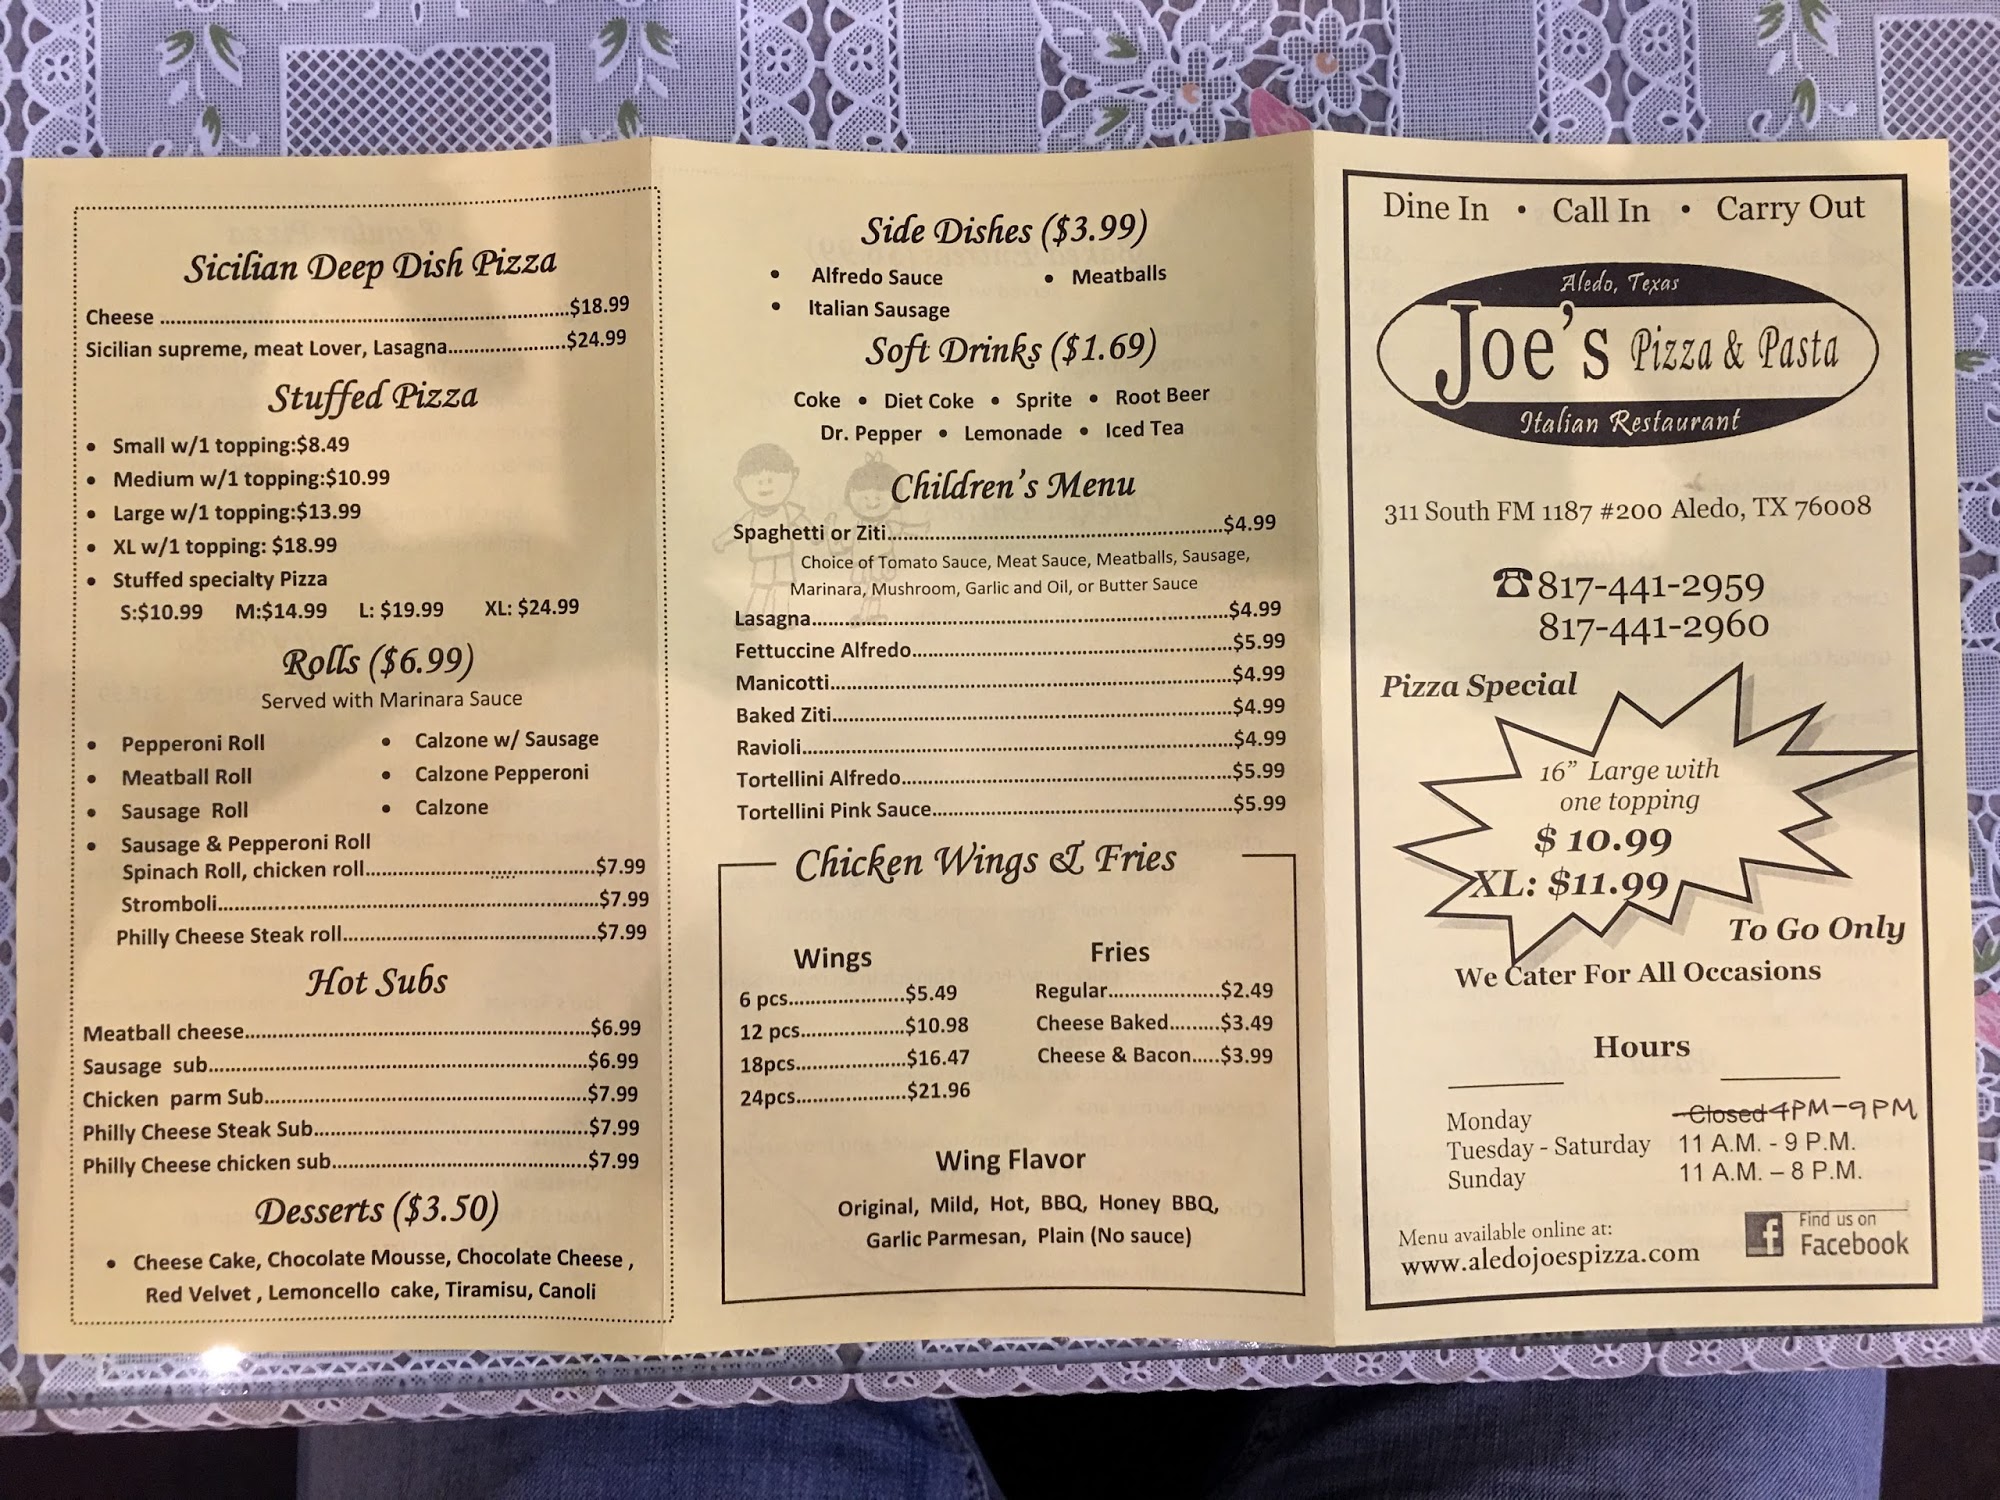 Sicilian Deep Dish Pizza
Cheese ..........................................................................$18.99
Sicilian supreme, meat Lover, Lasagna......................$24.99
Stuffed Pizza
• Small w/1 topping:$8.49
• Medium w/1 topping:$10.99
• Large w/1 topping:$13.99
• XL w/1 topping: $18.99
• Stuffed specialty Pizza
S:$10.99 M:$14.99 L: $19.99 XL: $24.99
Rolls ($6.99)
Served with Marinara Sauce
• Pepperoni Roll • Calzone w/ Sausage
• Meatball Roll • Calzone Pepperoni
• Sausage Roll • Calzone
• Sausage & Pepperoni Roll
Spinach Roll, chicken roll..........................................$7.99
Stromboli.....................................................................$7.99
Philly Cheese Steak roll..............................................$7.99
Hot Subs
Meatball cheese..............................................................$6.99
Sausage sub....................................................................$6.99
Chicken parm Sub..........................................................$7.99
Philly Cheese Steak Sub.................................................$7.99
Philly Cheese chicken sub..............................................$7.99
Desserts ($3.50)
• Cheese Cake, Chocolate Mousse, Chocolate Cheese ,
Red Velvet , Lemoncello cake, Tiramisu, Canoli
Side Dishes ($3.99)
• Alfredo Sauce • Meatballs
• Italian Sausage
Soft Drinks ($1.69)
Coke • Diet Coke • Sprite • Root Beer
Dr. Pepper • Lemonade • Iced Tea
Children's Menu
Spaghetti or Ziti.............................................................$4.99
Choice of Tomato Sauce, Meat Sauce, Meatballs, Sausage,
Marinara, Mushroom, Garlic and Oil, or Butter Sauce
Lasagna...........................................................................$4.99
Fettuccine Alfredo..........................................................$5.99
Manicotti.........................................................................$4.99
Baked Ziti........................................................................$4.99
Ravioli..............................................................................$4.99
Tortellini Alfredo............................................................$5.99
Tortellini Pink Sauce.......................................................$5.99
Chicken Wings & Fries
Wings
6 pcs.....................$5.49
12 pcs...................$10.98
18pcs....................$16.47
24pcs....................$21.96
Fries
Regular....................$2.49
Cheese Baked.........$3.49
Cheese & Bacon.....$3.99
Wing Flavor
Original, Mild, Hot, BBQ, Honey BBQ,
Garlic Parmesan, Plain (No sauce)
Dine In • Call In • Carry Out
Aledo, Texas
Joe's Pizza & Pasta
Italian Restaurant
311 South FM 1187 #200 Aledo, TX 76008
☎817-441-2959
817-441-2960
Pizza Special
16” Large with
one topping
$ 10.99
XL: $11.99
To Go Only
We Cater For All Occasions
Hours
Monday Closed 4PM-9PM
Tuesday - Saturday 11 A.M. - 9 P.M.
Sunday 11 A.M. – 8 P.M.
Menu available online at:
www.aledojoespizza.com
f Find us on
Facebook